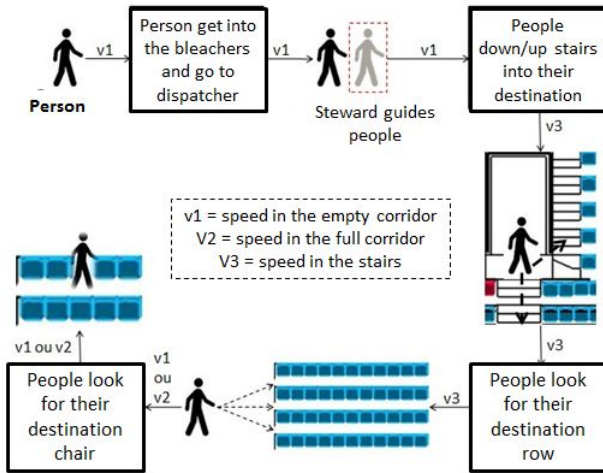 v1
Person
Person get into
the bleachers
and go to
dispatcher
v1
Steward guides
people
v1
People
down/up stairs
into their
destination
v3
v1 = speed in the empty corridor
V2 = speed in the full corridor
V3 = speed in the stairs
v3
People look
for their
destination
row
v3
v1
ou
v2
People look
for their
destination
chair
v1 ou v2